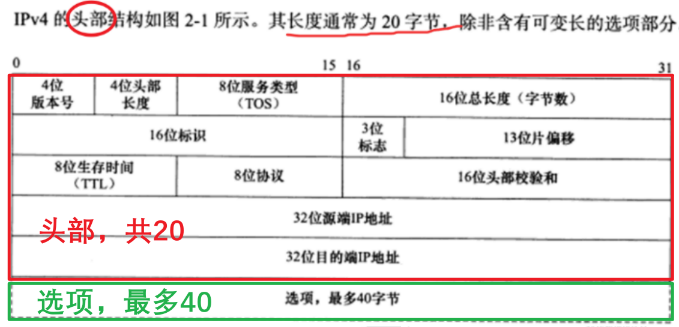 IPv4 的头部结构如图 2-1 所示。其长度通常为 20 字节，除非含有可变长的选项部分
0 15 16 31
4位版本号 4位头部长度 8位服务类型（TOS） 16位总长度（字节数）
16位标识 3位标志 13位片偏移
8位生存时间（TTL） 8位协议 16位头部校验和
32位源端IP地址
头部，共20
32位目的端IP地址
选项，最多40 选项，最多40字节